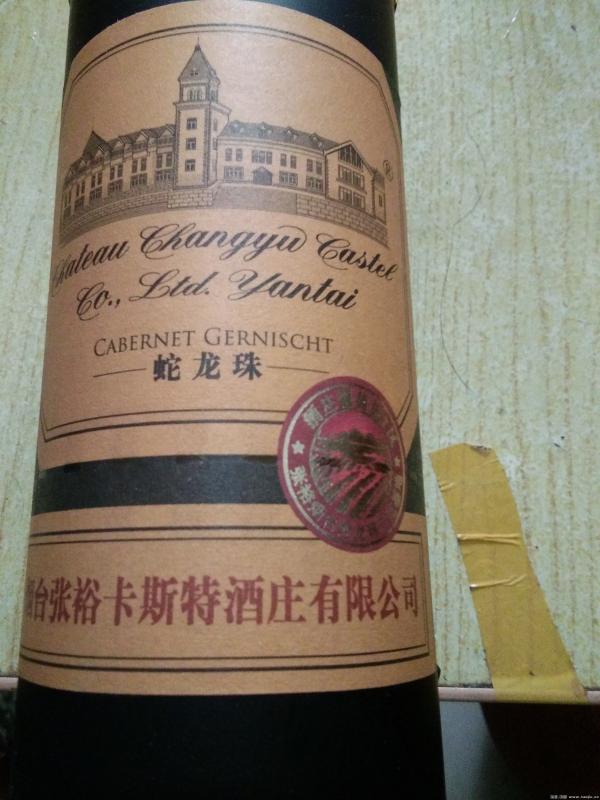 ®
Chateau Changyu Castel
Co., Ltd. Yantai
CABERNET GERNISCHT
蛇龙珠
烟台张裕卡斯特酒庄有限公司